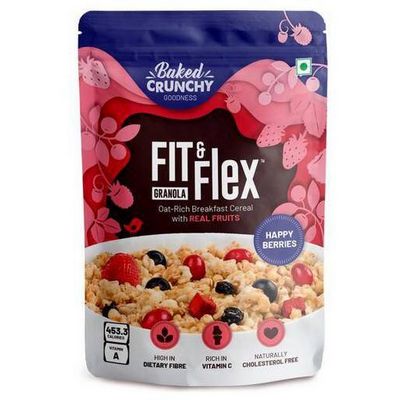 Baked
CRUNCHY
GOODNESS
FIT & Flex™
GRANOLA
Oat-Rich Breakfast Cereal
with REAL FRUITS
HAPPY
BERRIES
453.3
CALORIES
VITAMIN
A
HIGH IN
DIETARY FIBRE
RICH IN
VITAMIN C
NATURALLY
CHOLESTEROL FREE